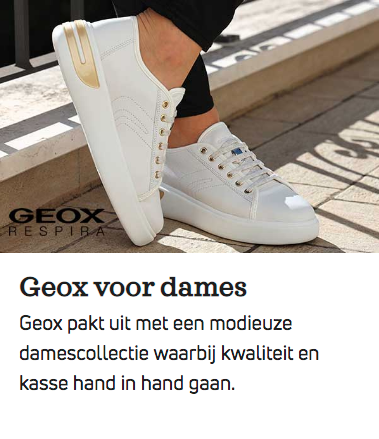 GEOX
RESPIRA
Geox voor dames
Geox pakt uit met een modieuze
damescollectie waarbij kwaliteit en
kasse hand in hand gaan.